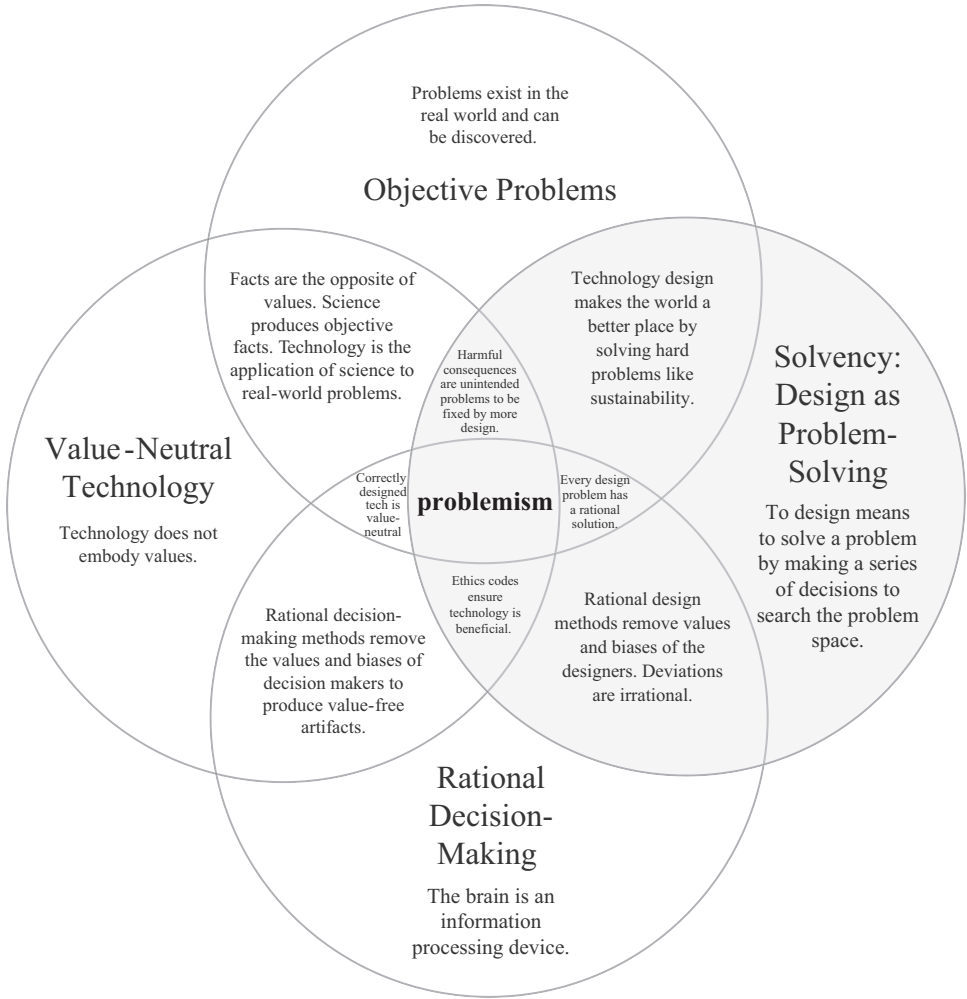 Problems exist in the
real world and can
be discovered.
Objective Problems
Facts are the opposite of
values. Science
produces objective
facts. Technology is the
application of science to
real-world problems.
Technology design
makes the world a
better place by
solving hard
problems like
sustainability.
Harmful
consequences
are unintended
problems to be
fixed by more
design.
Solvency:
Design as
Problem-
Solving
To design means
to solve a problem
by making a series
of decisions to
search the problem
space.
Value-Neutral
Technology
Technology does not
embody values.
Correctly
designed
tech is
value-
neutral
problemism
Every design
problem has
a rational
solution.
Ethics codes
ensure
technology is
beneficial.
Rational decision-
making methods remove
the values and biases of
decision makers to
produce value-free
artifacts.
Rational design
methods remove values
and biases of the
designers. Deviations
are irrational.
Rational
Decision-
Making
The brain is an
information
processing device.